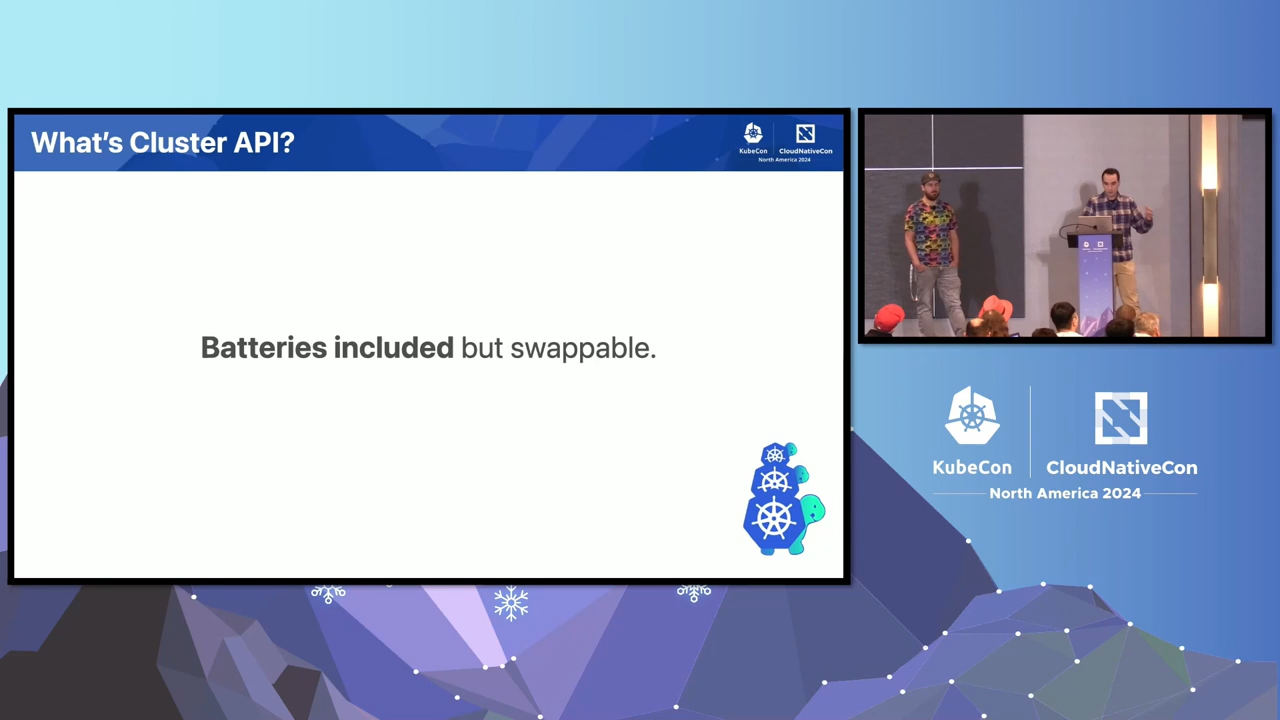 What's Cluster API?
KubeCon
CloudNativeCon
North America 2024
Batteries included but swappable.
KubeCon
CloudNativeCon
North America 2024